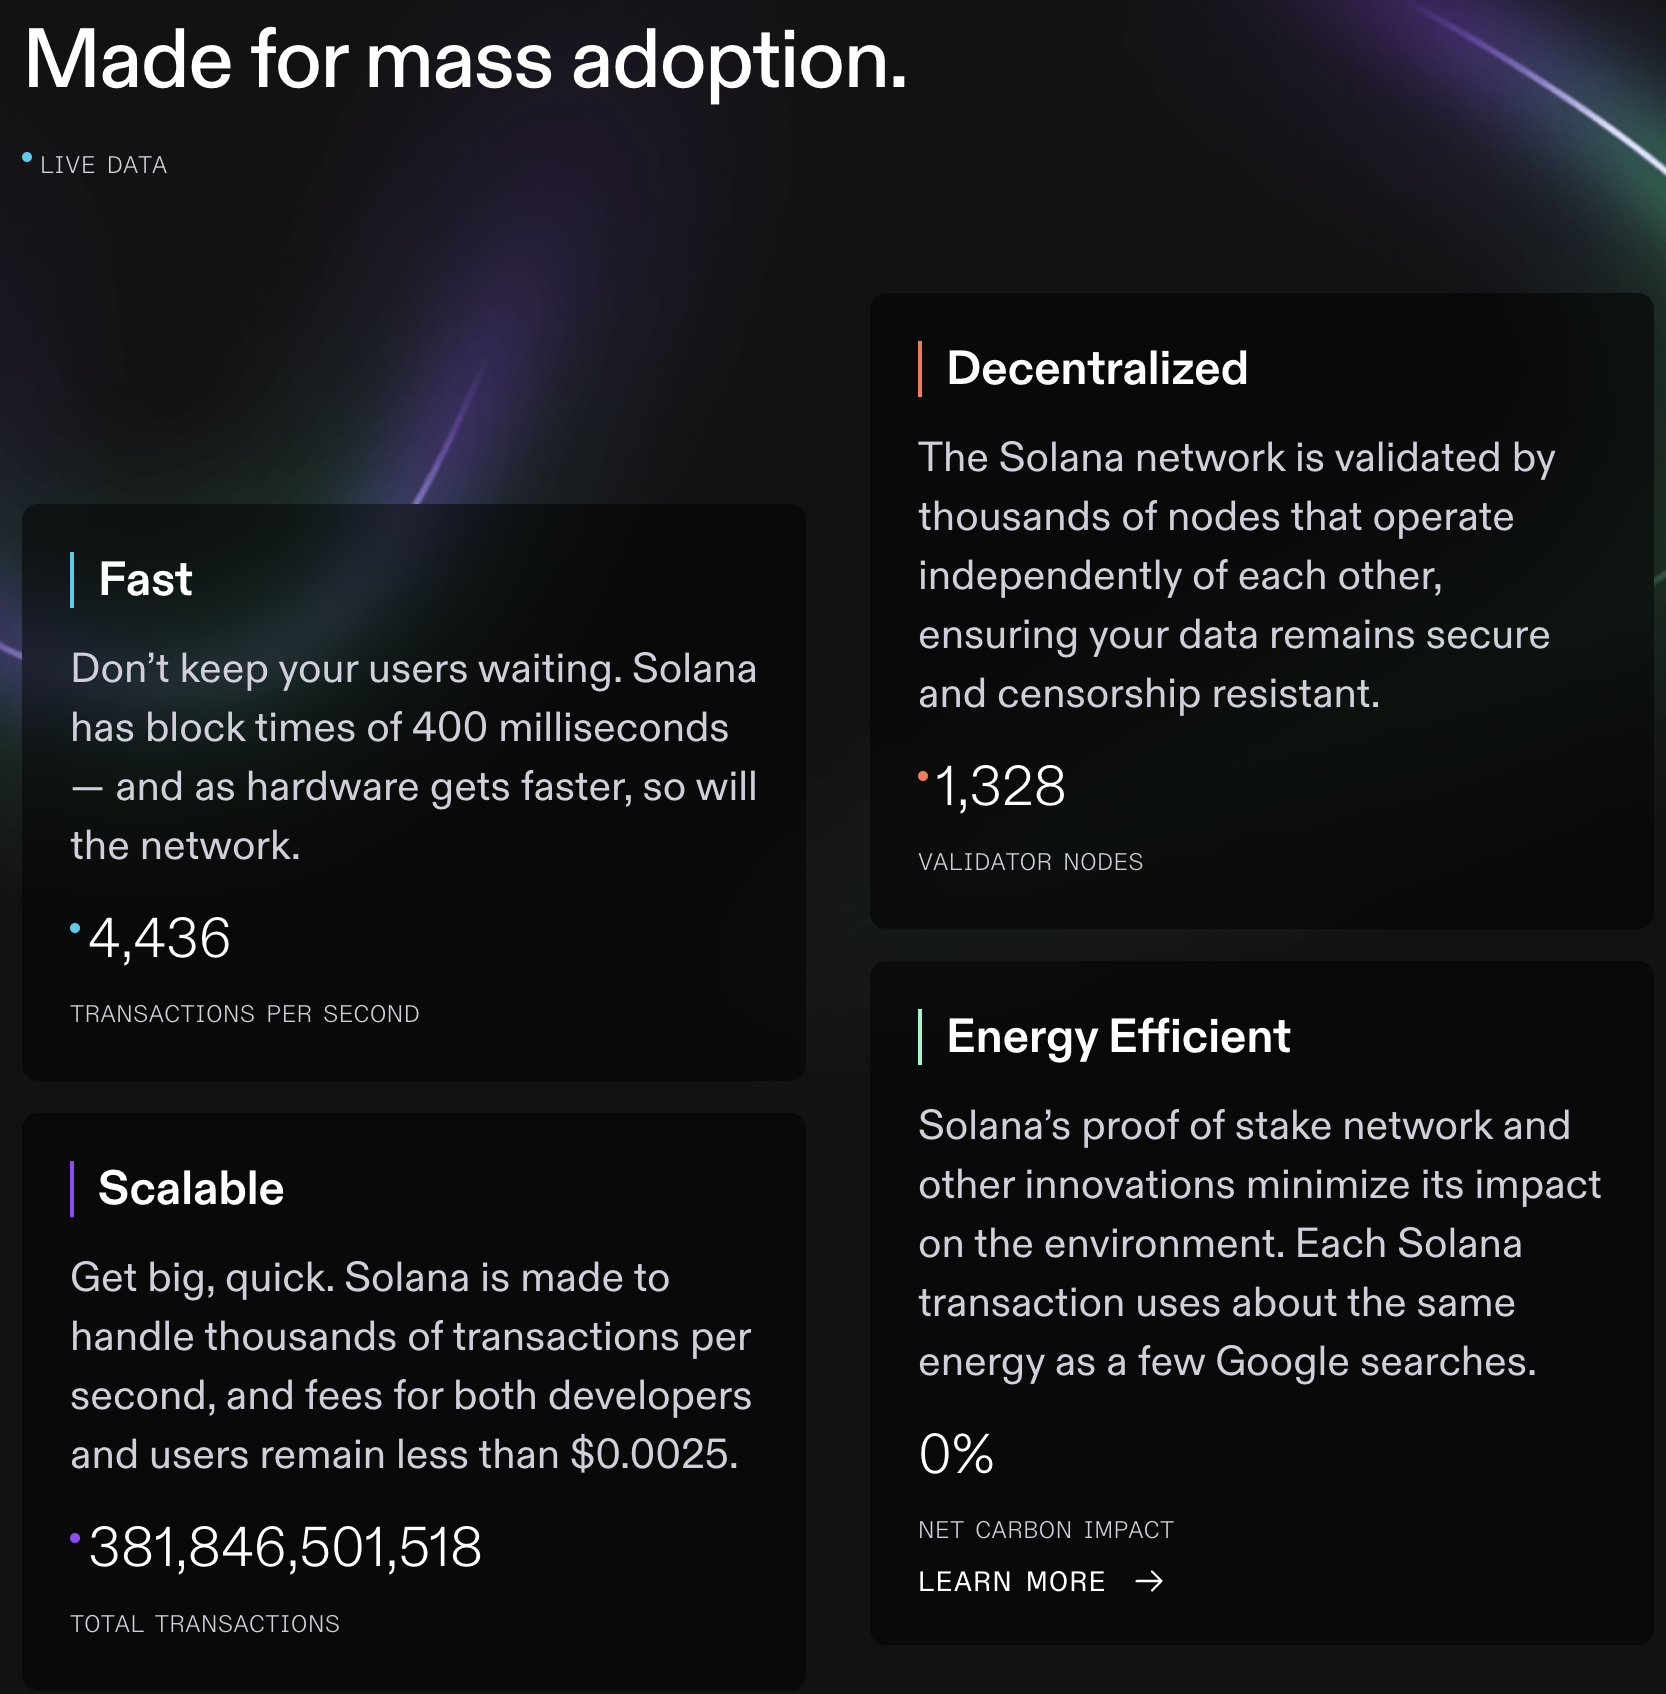 Made for mass adoption.
LIVE DATA
Fast
Don’t keep your users waiting. Solana
has block times of 400 milliseconds
— and as hardware gets faster, so will
the network.
4,436
TRANSACTIONS PER SECOND
Scalable
Get big, quick. Solana is made to
handle thousands of transactions per
second, and fees for both developers
and users remain less than $0.0025.
381,846,501,518
TOTAL TRANSACTIONS
Decentralized
The Solana network is validated by
thousands of nodes that operate
independently of each other,
ensuring your data remains secure
and censorship resistant.
1,328
VALIDATOR NODES
Energy Efficient
Solana’s proof of stake network and
other innovations minimize its impact
on the environment. Each Solana
transaction uses about the same
energy as a few Google searches.
0%
NET CARBON IMPACT
LEARN MORE →